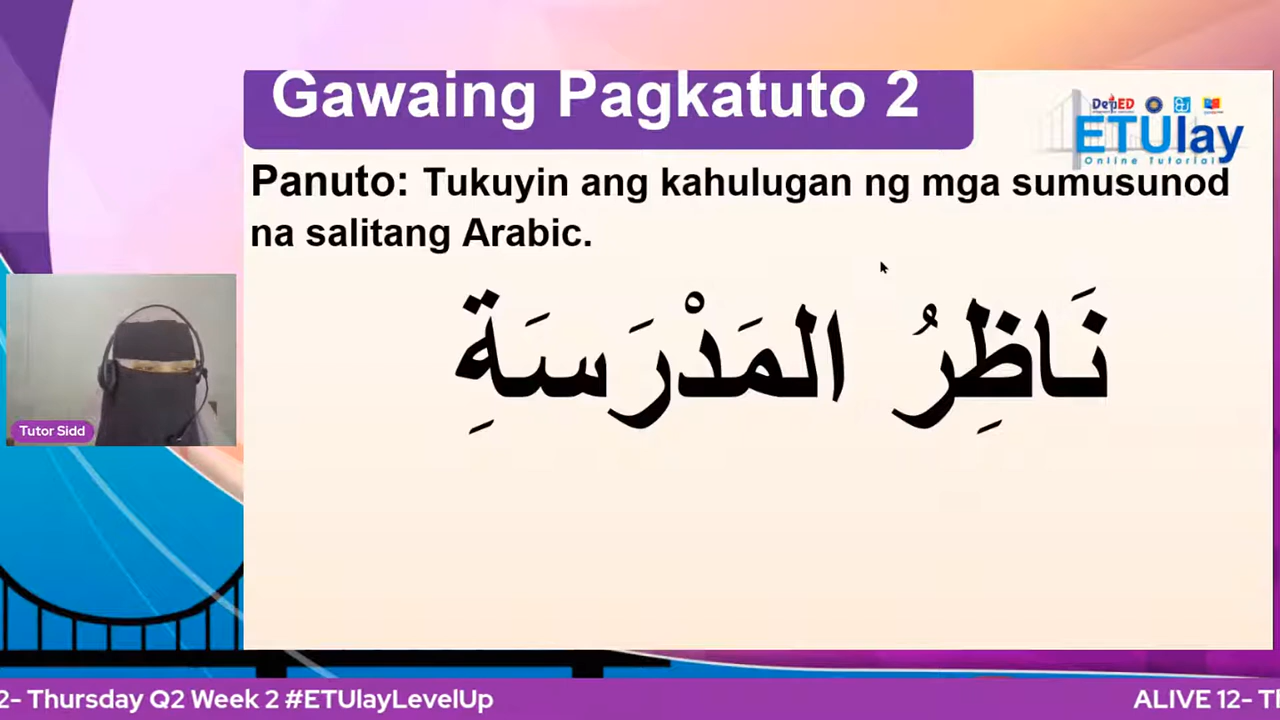 Gawaing Pagkatuto 2
DepED
ETUlay
Online Tutorial
Panuto: Tukuyin ang kahulugan ng mga sumusunod
na salitang Arabic.
نَاظِرُ المَدْرَسَةِ
Tutor Sidd
2- Thursday Q2 Week 2 #ETUlayLevelUp
ALIVE 12- TH